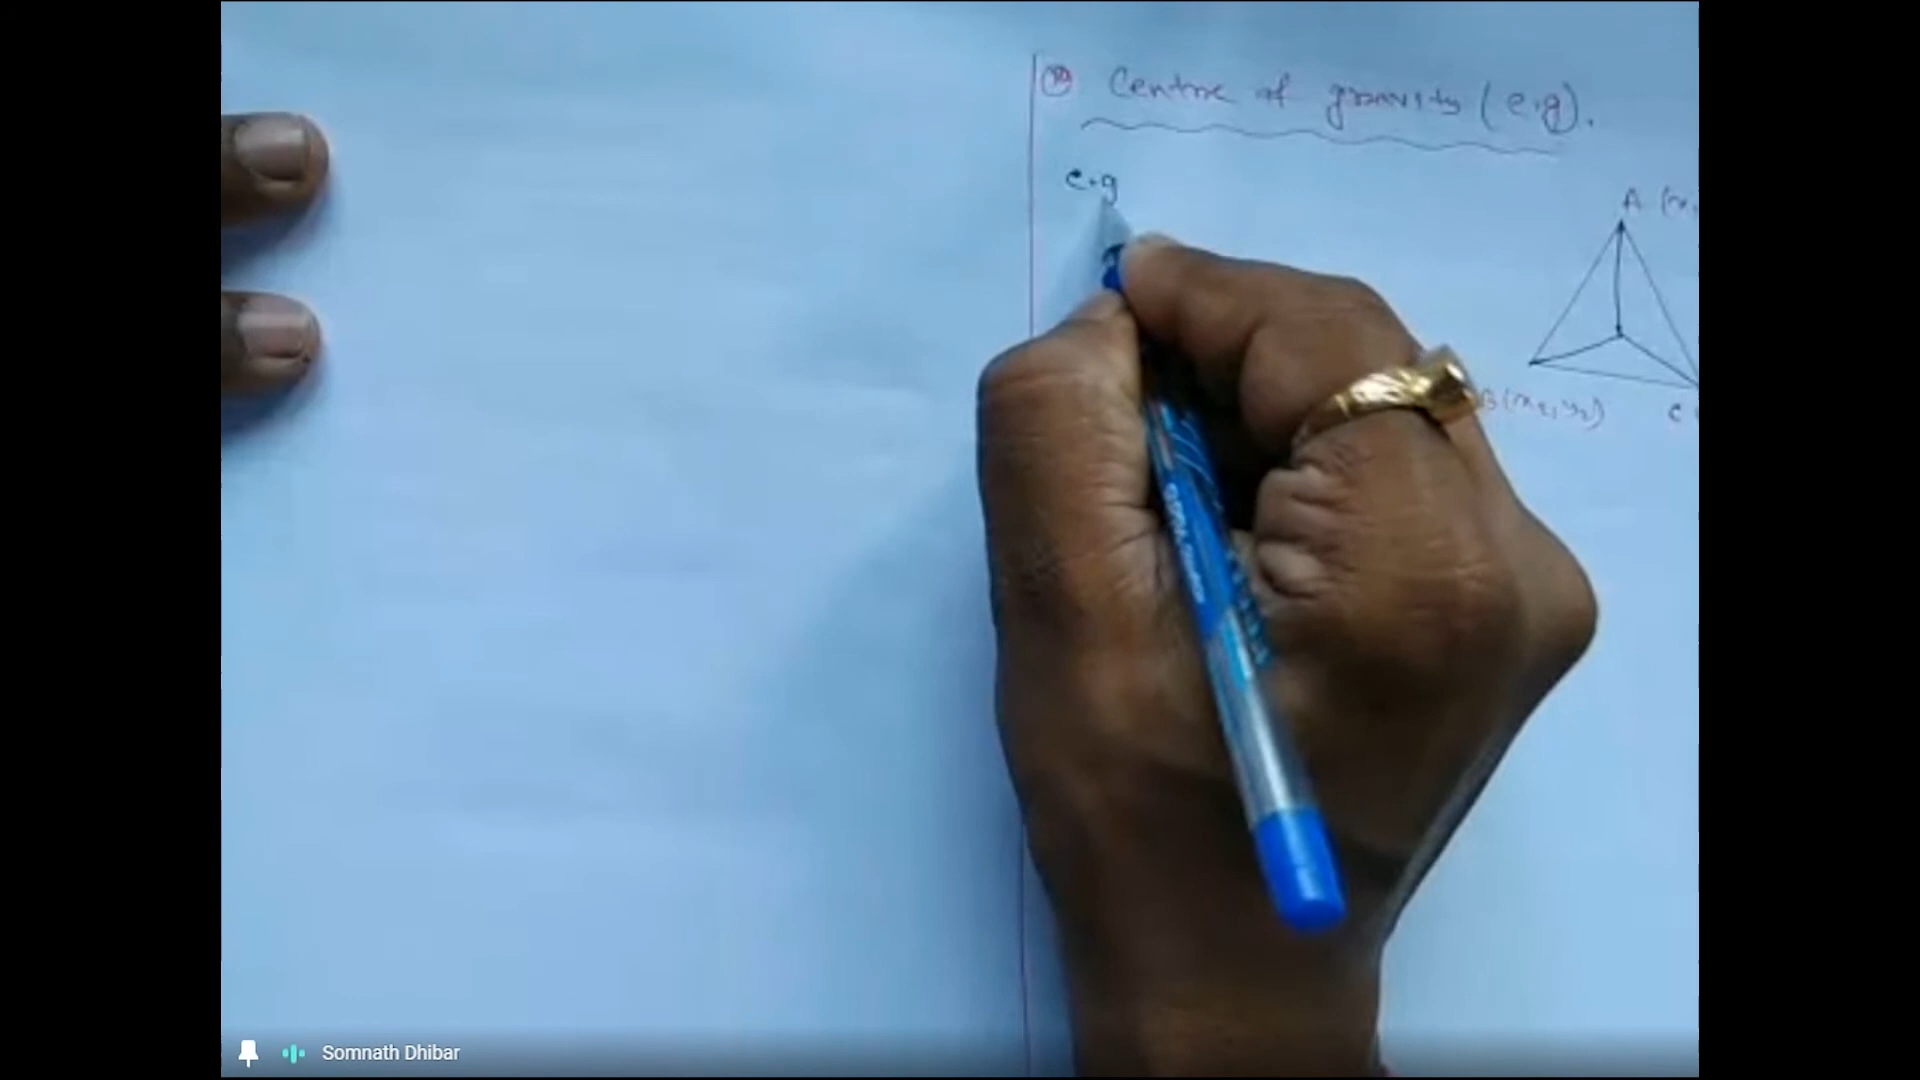 Centre of gravity (c.g).
c.g
A (x
B (x₂, y₂)
C
Somnath Dhibar